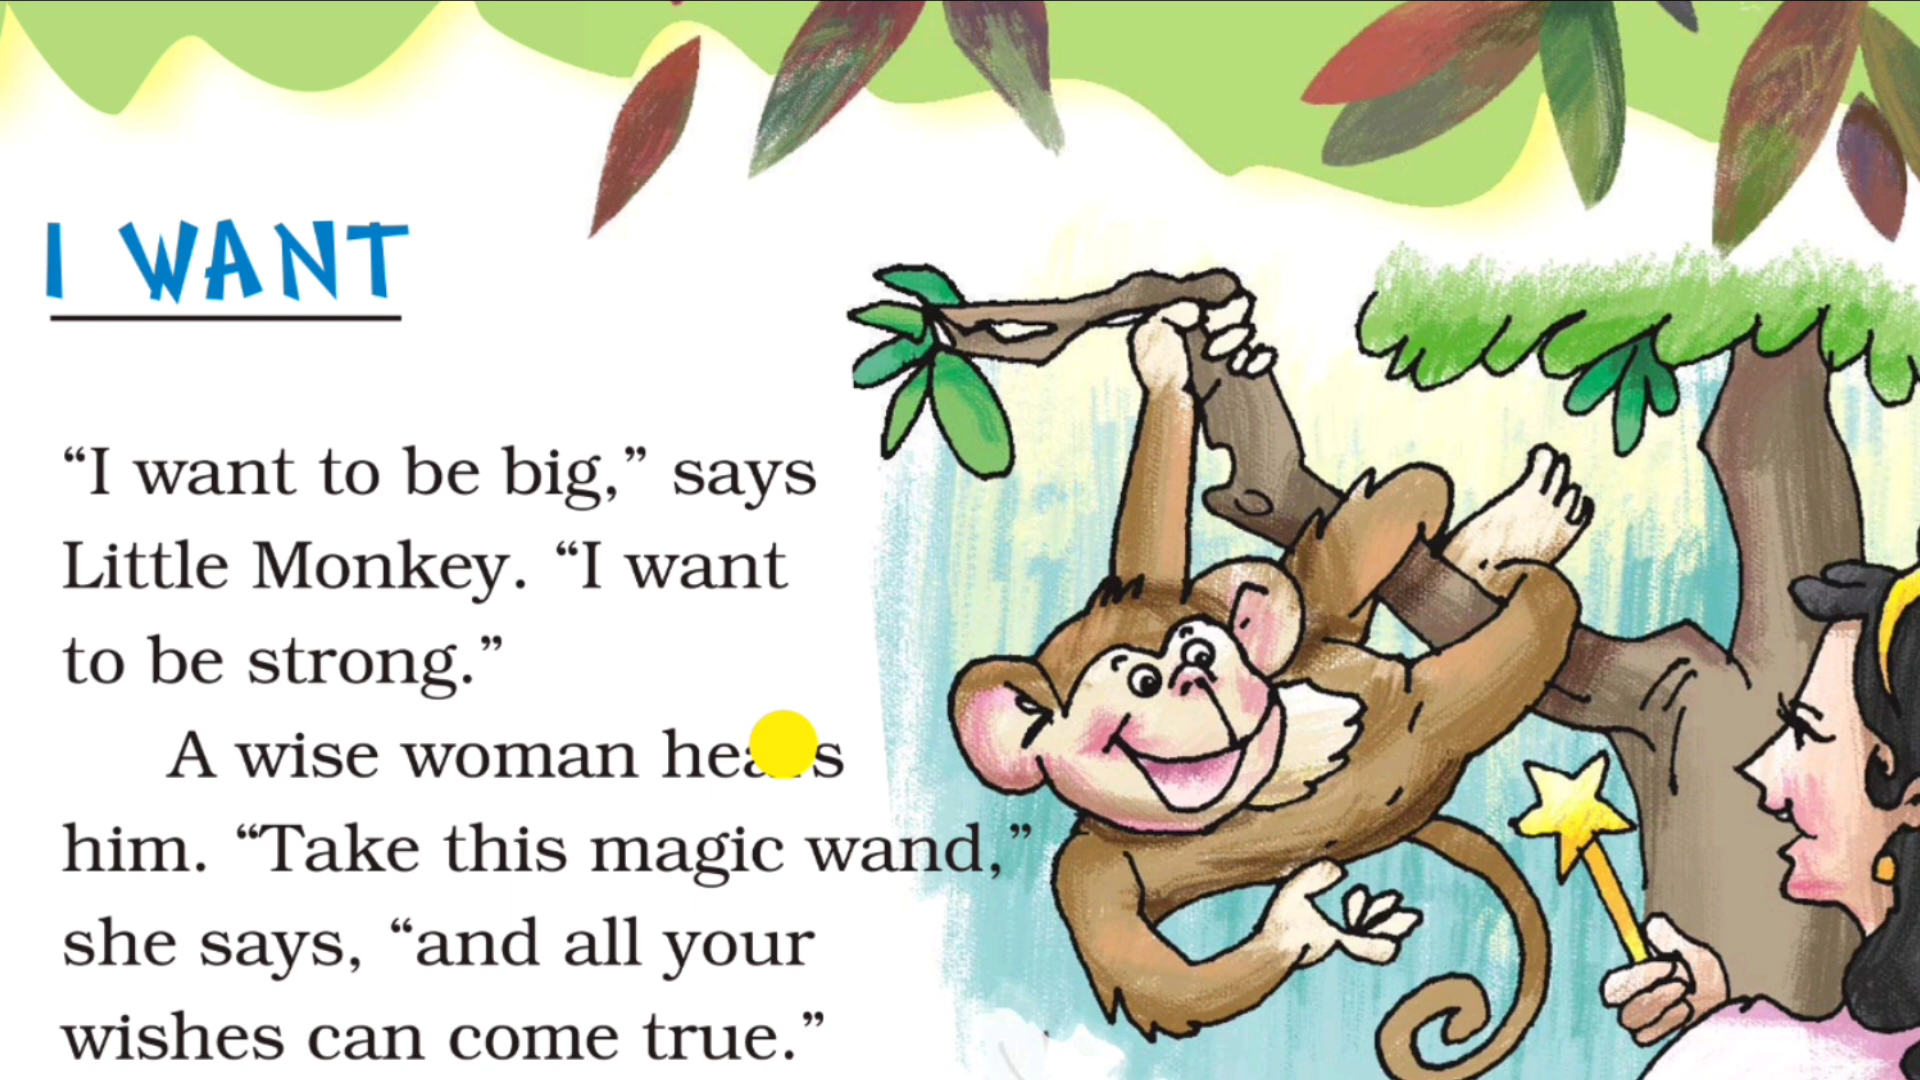 I WANT
“I want to be big,” says
Little Monkey. “I want
to be strong.”
A wise woman hears
him. “Take this magic wand,”
she says, “and all your
wishes can come true.”